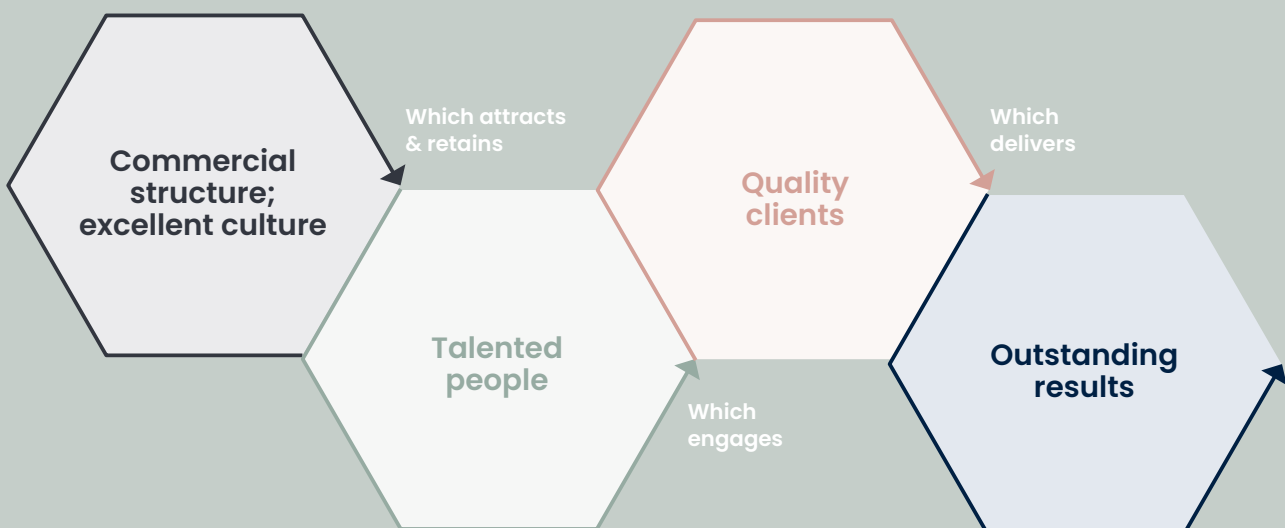 Commercial
structure;
excellent culture
Which attracts
& retains
Talented
people
Which
engages
Quality
clients
Which
delivers
Outstanding
results